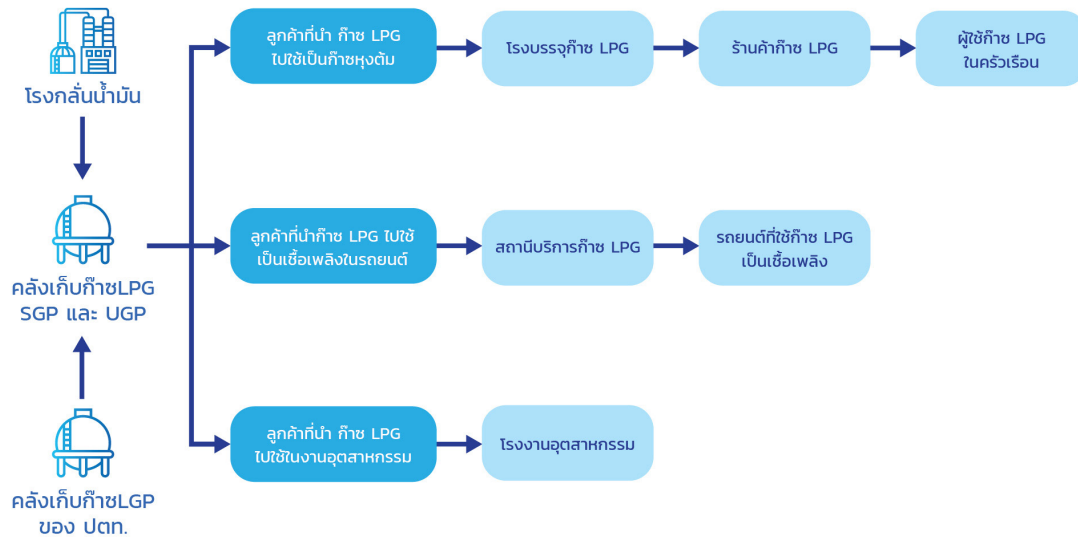 โรงกลั่นน้ำมัน
คลังเก็บก๊าซLPG
SGP และ UGP
คลังเก็บก๊าซLGP
ของ ปตท.
ลูกค้าที่นำ ก๊าซ LPG
ไปใช้เป็นก๊าซหุงต้ม
โรงบรรจุก๊าซ LPG
ร้านค้าก๊าซ LPG
ผู้ใช้ก๊าซ LPG
ในครัวเรือน
ลูกค้าที่นำก๊าซ LPG ไปใช้
เป็นเชื้อเพลิงในรถยนต์
สถานีบริการก๊าซ LPG
รถยนต์ที่ใช้ก๊าซ LPG
เป็นเชื้อเพลิง
ลูกค้าที่นำ ก๊าซ LPG
ไปใช้ในงานอุตสาหกรรม
โรงงานอุตสาหกรรม